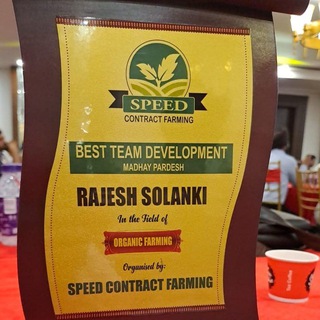 SPEED
CONTRACT FARMING
BEST TEAM DEVELOPMENT
MADHAY PARDESH
RAJESH SOLANKI
In the Field of
ORGANIC FARMING
Organised by:
SPEED CONTRACT FARMING